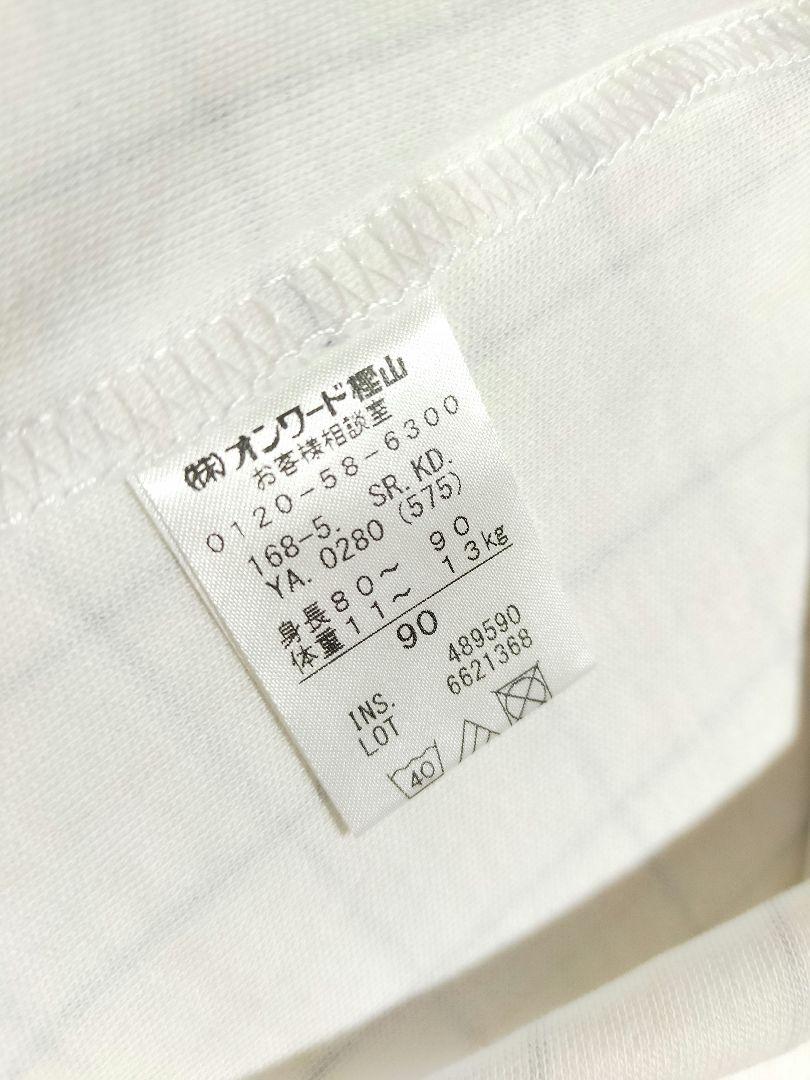 ㈱オンワード樫山
お客様相談室
0120-58-6300
168-5. SR.KD.
YA. 0280 (575)
身長80〜 90
体重11〜 13kg
90
INS. 489590
LOT 6621368
40